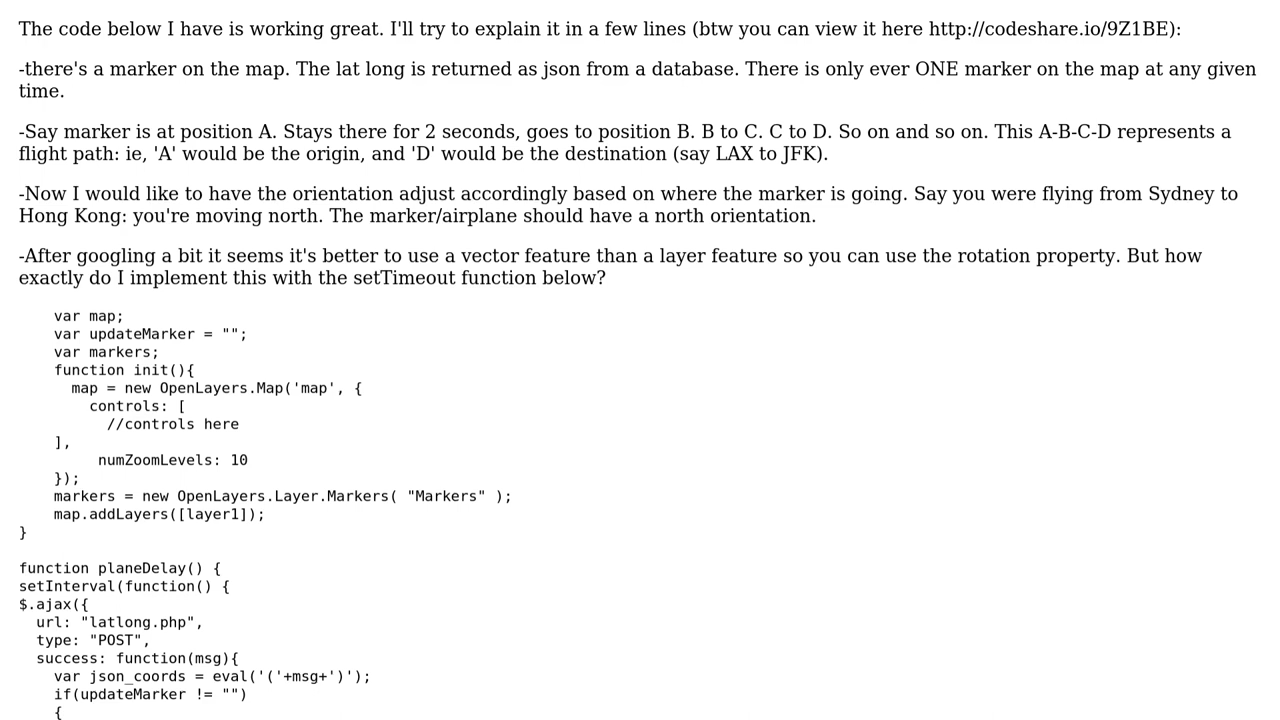 The code below I have is working great. I'll try to explain it in a few lines (btw you can view it here http://codeshare.io/9Z1BE):
-there's a marker on the map. The lat long is returned as json from a database. There is only ever ONE marker on the map at any given
time.
-Say marker is at position A. Stays there for 2 seconds, goes to position B. B to C. C to D. So on and so on. This A-B-C-D represents a
flight path: ie, 'A' would be the origin, and 'D' would be the destination (say LAX to JFK).
-Now I would like to have the orientation adjust accordingly based on where the marker is going. Say you were flying from Sydney to
Hong Kong: you're moving north. The marker/airplane should have a north orientation.
-After googling a bit it seems it's better to use a vector feature than a layer feature so you can use the rotation property. But how
exactly do I implement this with the setTimeout function below?
    var map;
    var updateMarker = "";
    var markers;
    function init(){
      map = new OpenLayers.Map('map', {
        controls: [
          //controls here
    ],
         numZoomLevels: 10
    });
    markers = new OpenLayers.Layer.Markers( "Markers" );
    map.addLayers([layer1]);
}
function planeDelay() {
setInterval(function() {
$.ajax({
  url: "latlong.php",
  type: "POST",
  success: function(msg){
    var json_coords = eval('('+msg+')');
    if(updateMarker != "")
    {